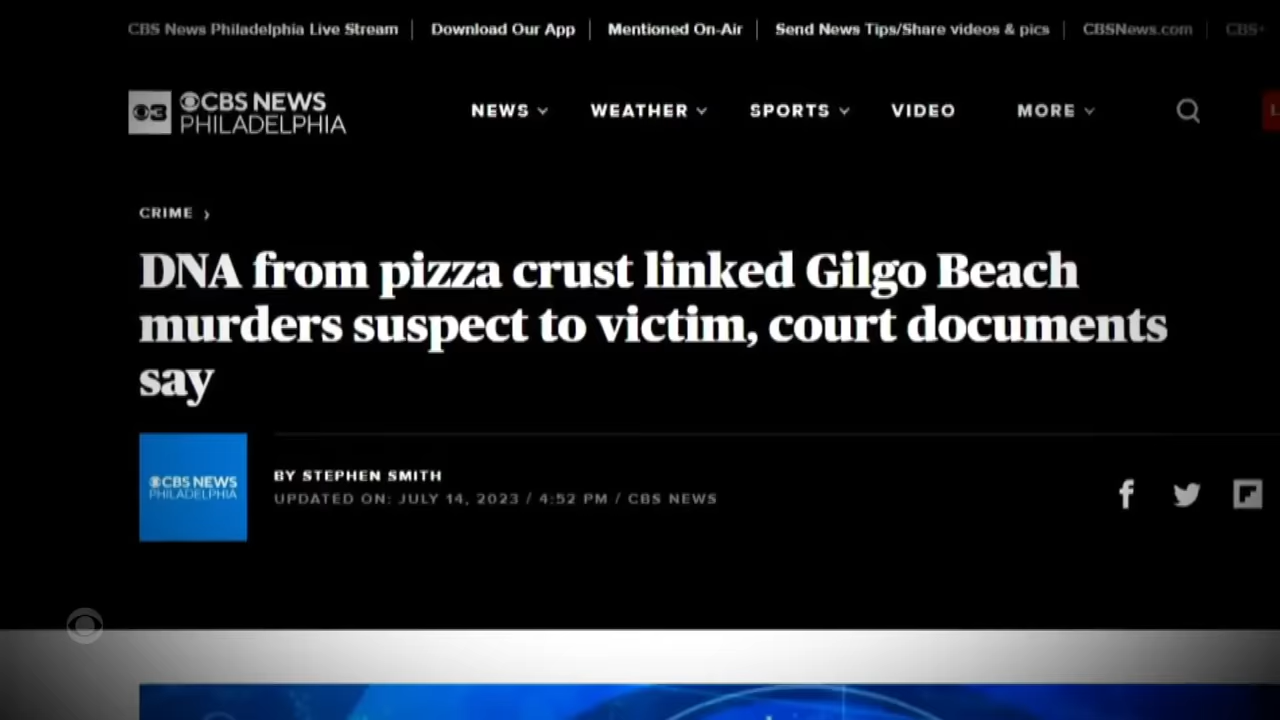 CBS News Philadelphia Live Stream Download Our App Mentioned On-Air Send News Tips/Share videos & pics CBSNews.com CBS+
3 CBS NEWS PHILADELPHIA NEWS WEATHER SPORTS VIDEO MORE
CRIME
DNA from pizza crust linked Gilgo Beach
murders suspect to victim, court documents
say
CBS NEWS
PHILADELPHIA
BY STEPHEN SMITH
UPDATED ON: JULY 14, 2023 / 4:52 PM / CBS NEWS